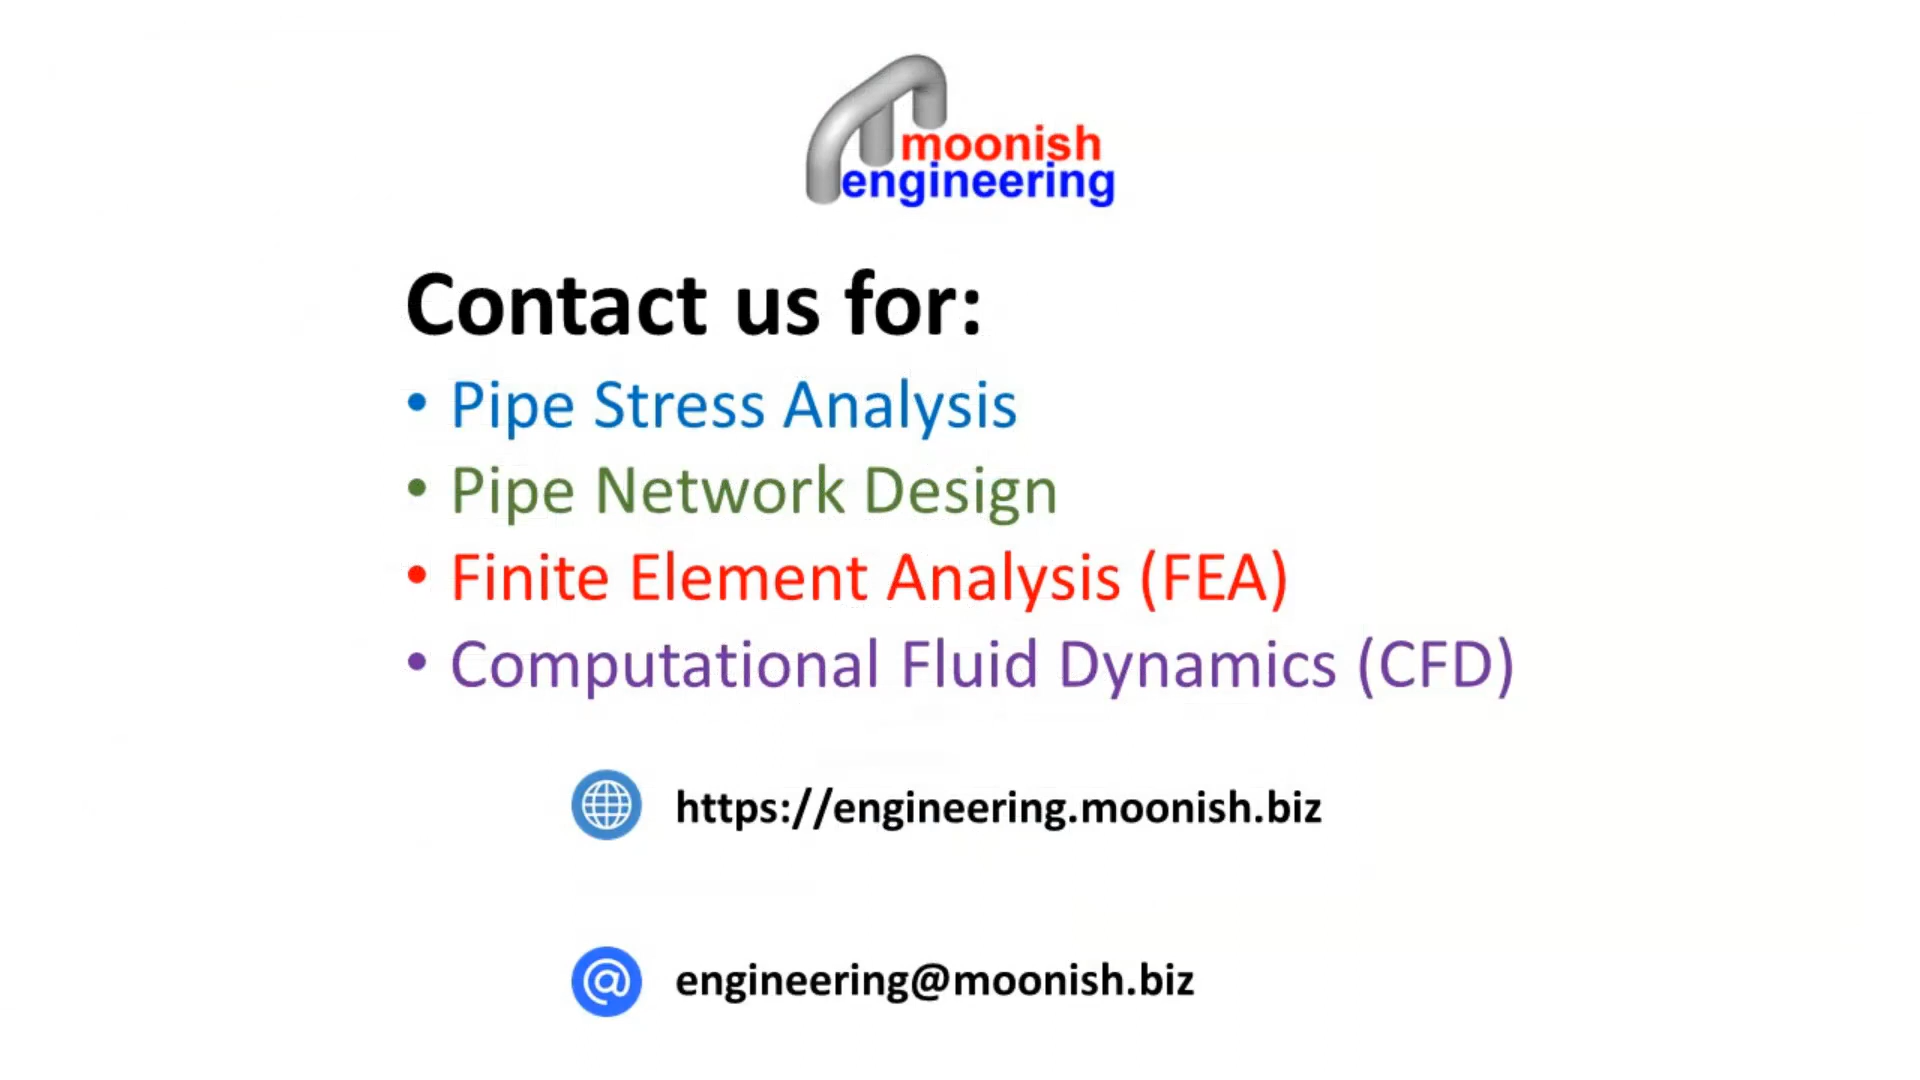 moonish
engineering
Contact us for:
• Pipe Stress Analysis
• Pipe Network Design
• Finite Element Analysis (FEA)
• Computational Fluid Dynamics (CFD)
https://engineering.moonish.biz
@ engineering@moonish.biz